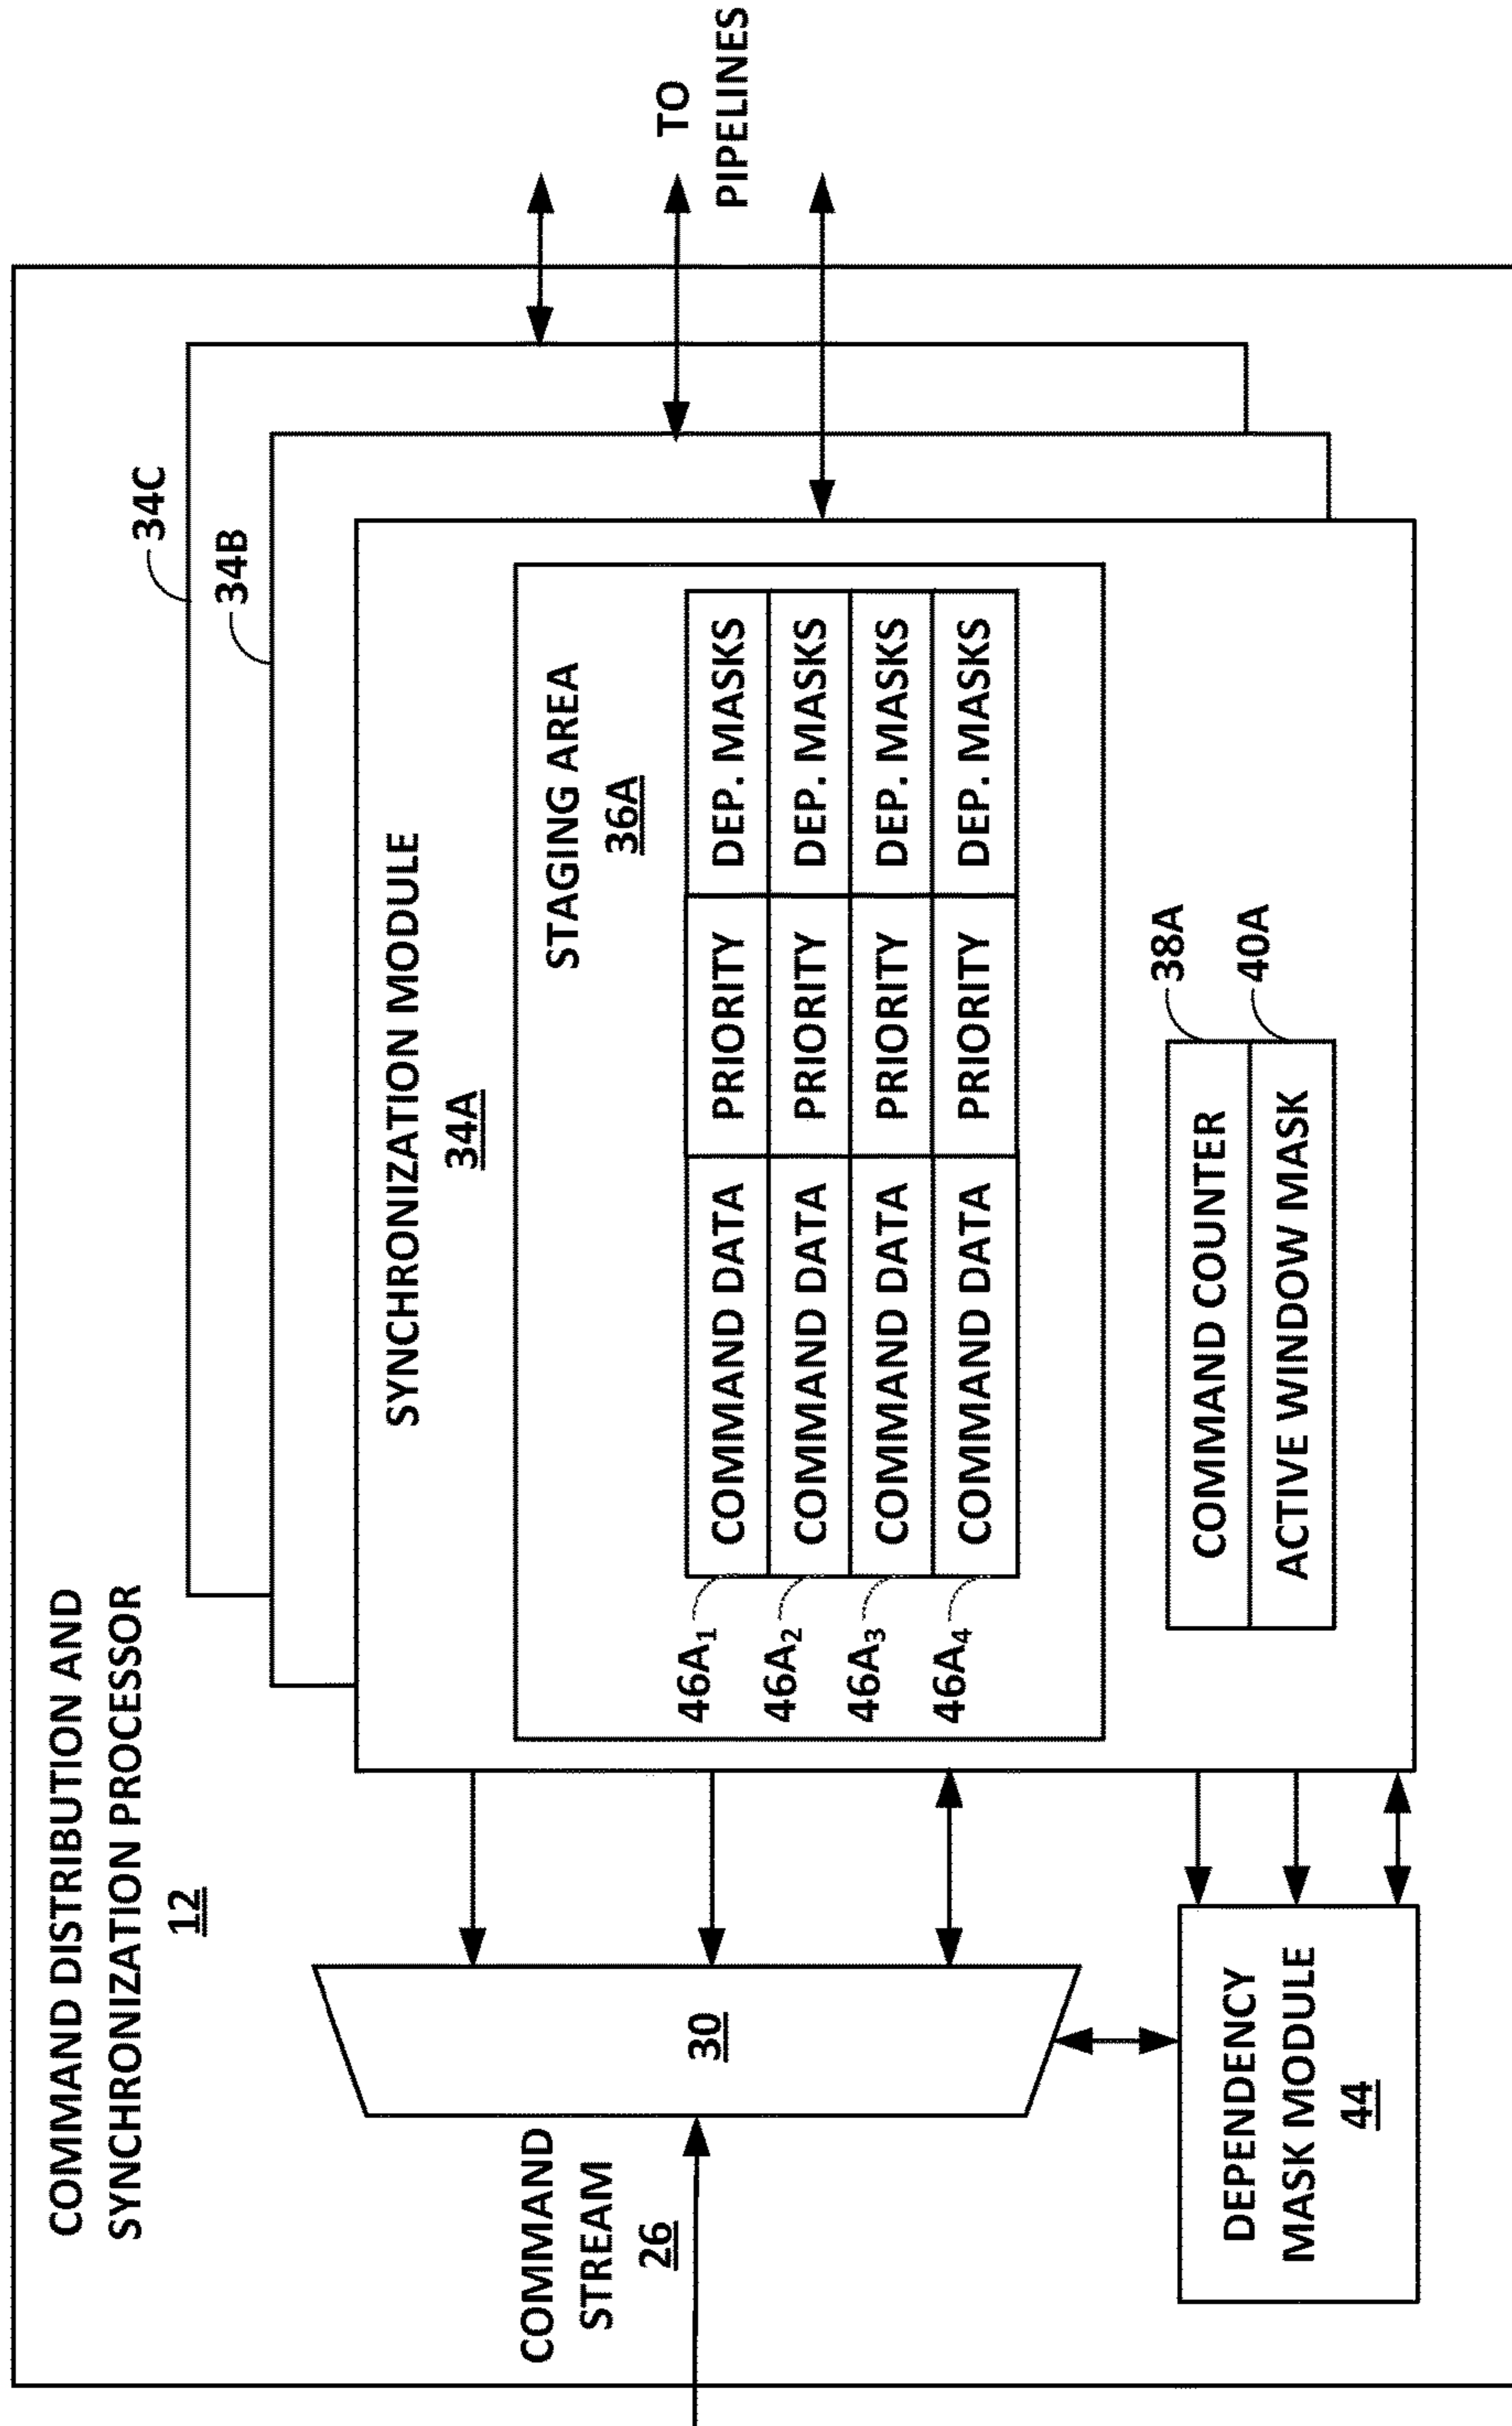 COMMAND DISTRIBUTION AND
SYNCHRONIZATION PROCESSOR
12
34C
34B
SYNCHRONIZATION MODULE
34A
STAGING AREA
36A
46A₁ COMMAND DATA PRIORITY DEP. MASKS
46A₂ COMMAND DATA PRIORITY DEP. MASKS
46A₃ COMMAND DATA PRIORITY DEP. MASKS
46A₄ COMMAND DATA PRIORITY DEP. MASKS
COMMAND COUNTER 38A
ACTIVE WINDOW MASK 40A
COMMAND
STREAM
26
30
DEPENDENCY
MASK MODULE
44
TO
PIPELINES